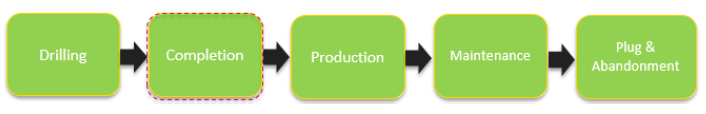 Drilling
Completion
Production
Maintenance
Plug &
Abandonment